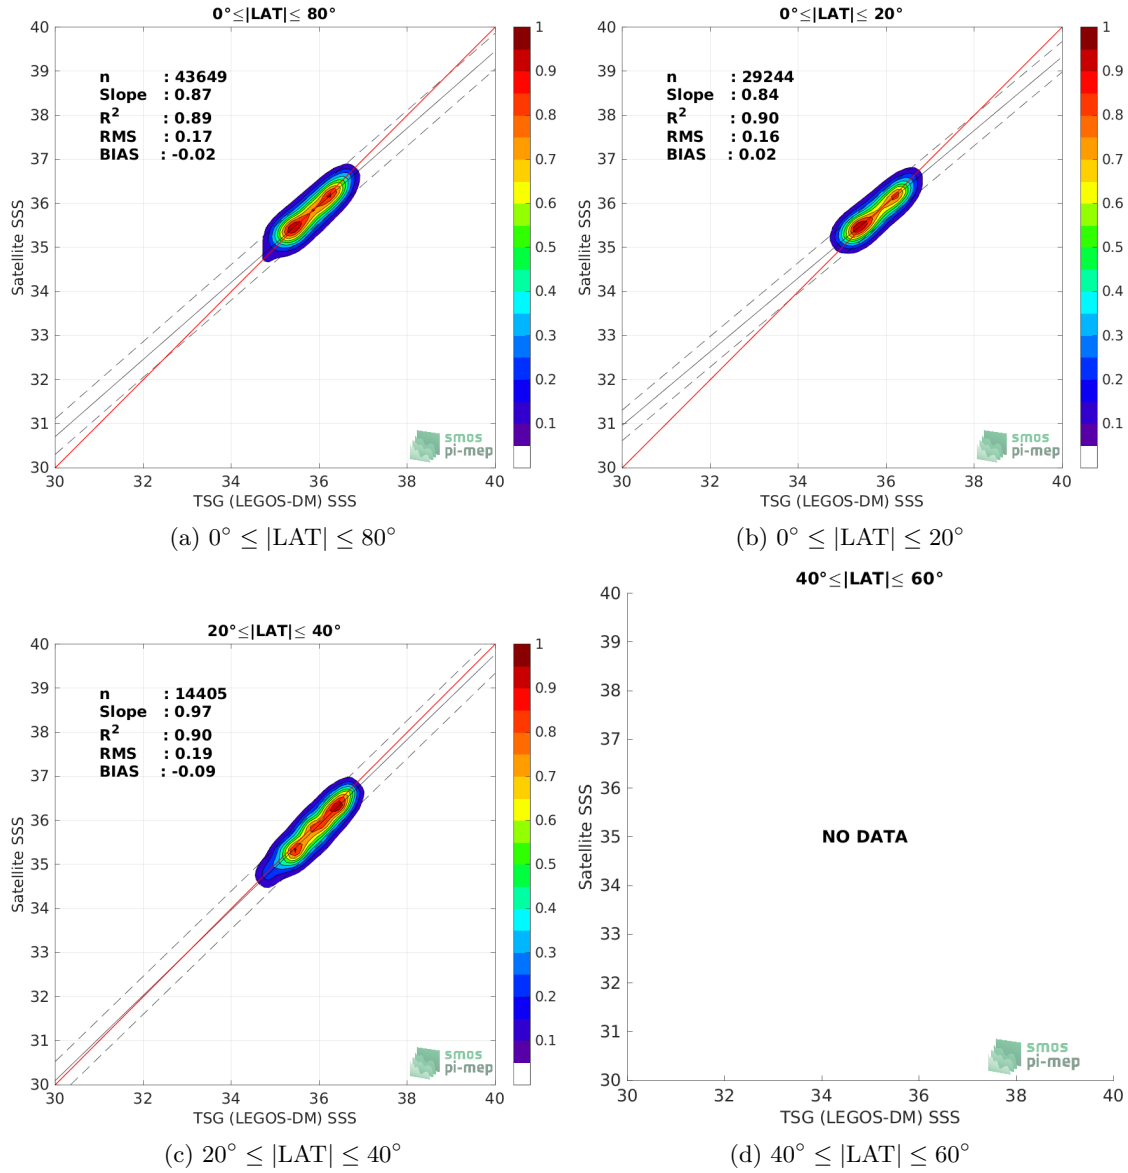 0°≤|LAT|≤ 80°
40
39
38
37
36
35
34
33
32
31
30
Satellite SSS
n : 43649
Slope : 0.87
R² : 0.89
RMS : 0.17
BIAS : -0.02
smos
pi-mep
30 32 34 36 38 40
TSG (LEGOS-DM) SSS
1
0.9
0.8
0.7
0.6
0.5
0.4
0.3
0.2
0.1
(a) 0° ≤ |LAT| ≤ 80°
0°≤|LAT|≤ 20°
40
39
38
37
36
35
34
33
32
31
30
Satellite SSS
n : 29244
Slope : 0.84
R² : 0.90
RMS : 0.16
BIAS : 0.02
smos
pi-mep
30 32 34 36 38 40
TSG (LEGOS-DM) SSS
1
0.9
0.8
0.7
0.6
0.5
0.4
0.3
0.2
0.1
(b) 0° ≤ |LAT| ≤ 20°
20°≤|LAT|≤ 40°
40
39
38
37
36
35
34
33
32
31
30
Satellite SSS
n : 14405
Slope : 0.97
R² : 0.90
RMS : 0.19
BIAS : -0.09
smos
pi-mep
30 32 34 36 38 40
TSG (LEGOS-DM) SSS
1
0.9
0.8
0.7
0.6
0.5
0.4
0.3
0.2
0.1
(c) 20° ≤ |LAT| ≤ 40°
40°≤|LAT|≤ 60°
40
39
38
37
36
35
34
33
32
31
30
Satellite SSS
NO DATA
smos
pi-mep
30 32 34 36 38 40
TSG (LEGOS-DM) SSS
(d) 40° ≤ |LAT| ≤ 60°